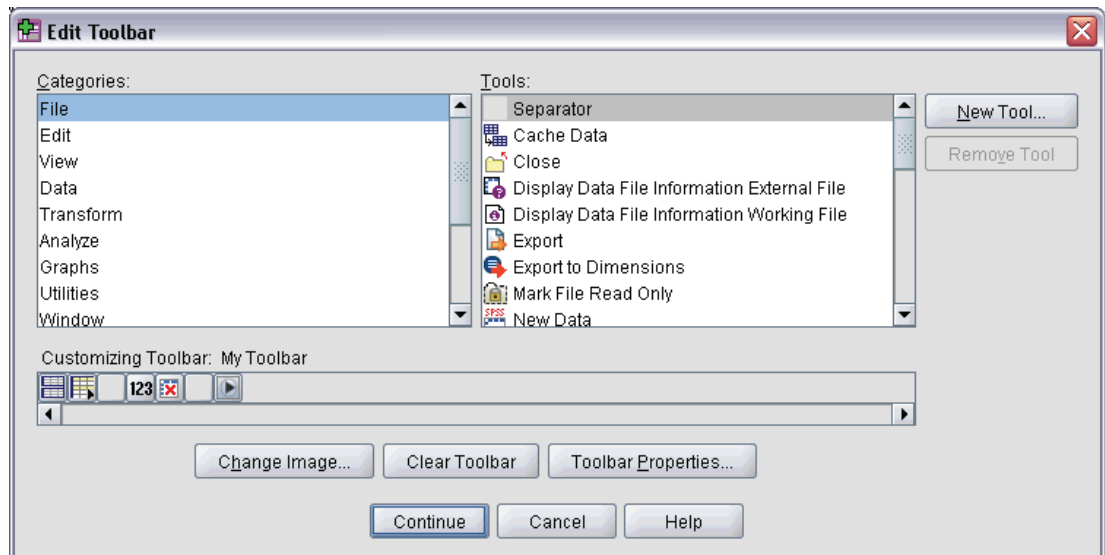 Edit Toolbar
Categories:
File
Edit
View
Data
Transform
Analyze
Graphs
Utilities
Window
Tools:
Separator
Cache Data
Close
Display Data File Information External File
Display Data File Information Working File
Export
Export to Dimensions
Mark File Read Only
SPSS
New Data
New Tool...
Remove Tool
Customizing Toolbar: My Toolbar
123
Change Image...
Clear Toolbar
Toolbar Properties...
Continue
Cancel
Help